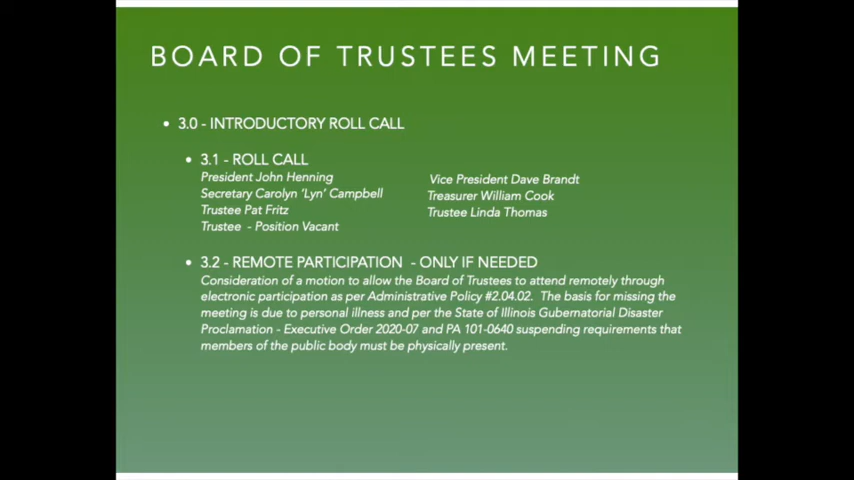 BOARD OF TRUSTEES MEETING
• 3.0 - INTRODUCTORY ROLL CALL
• 3.1 - ROLL CALL
President John Henning
Vice President Dave Brandt
Secretary Carolyn 'Lyn' Campbell
Treasurer William Cook
Trustee Pat Fritz
Trustee Linda Thomas
Trustee - Position Vacant
• 3.2 - REMOTE PARTICIPATION - ONLY IF NEEDED
Consideration of a motion to allow the Board of Trustees to attend remotely through
electronic participation as per Administrative Policy #2.04.02. The basis for missing the
meeting is due to personal illness and per the State of Illinois Gubernatorial Disaster
Proclamation - Executive Order 2020-07 and PA 101-0640 suspending requirements that
members of the public body must be physically present.